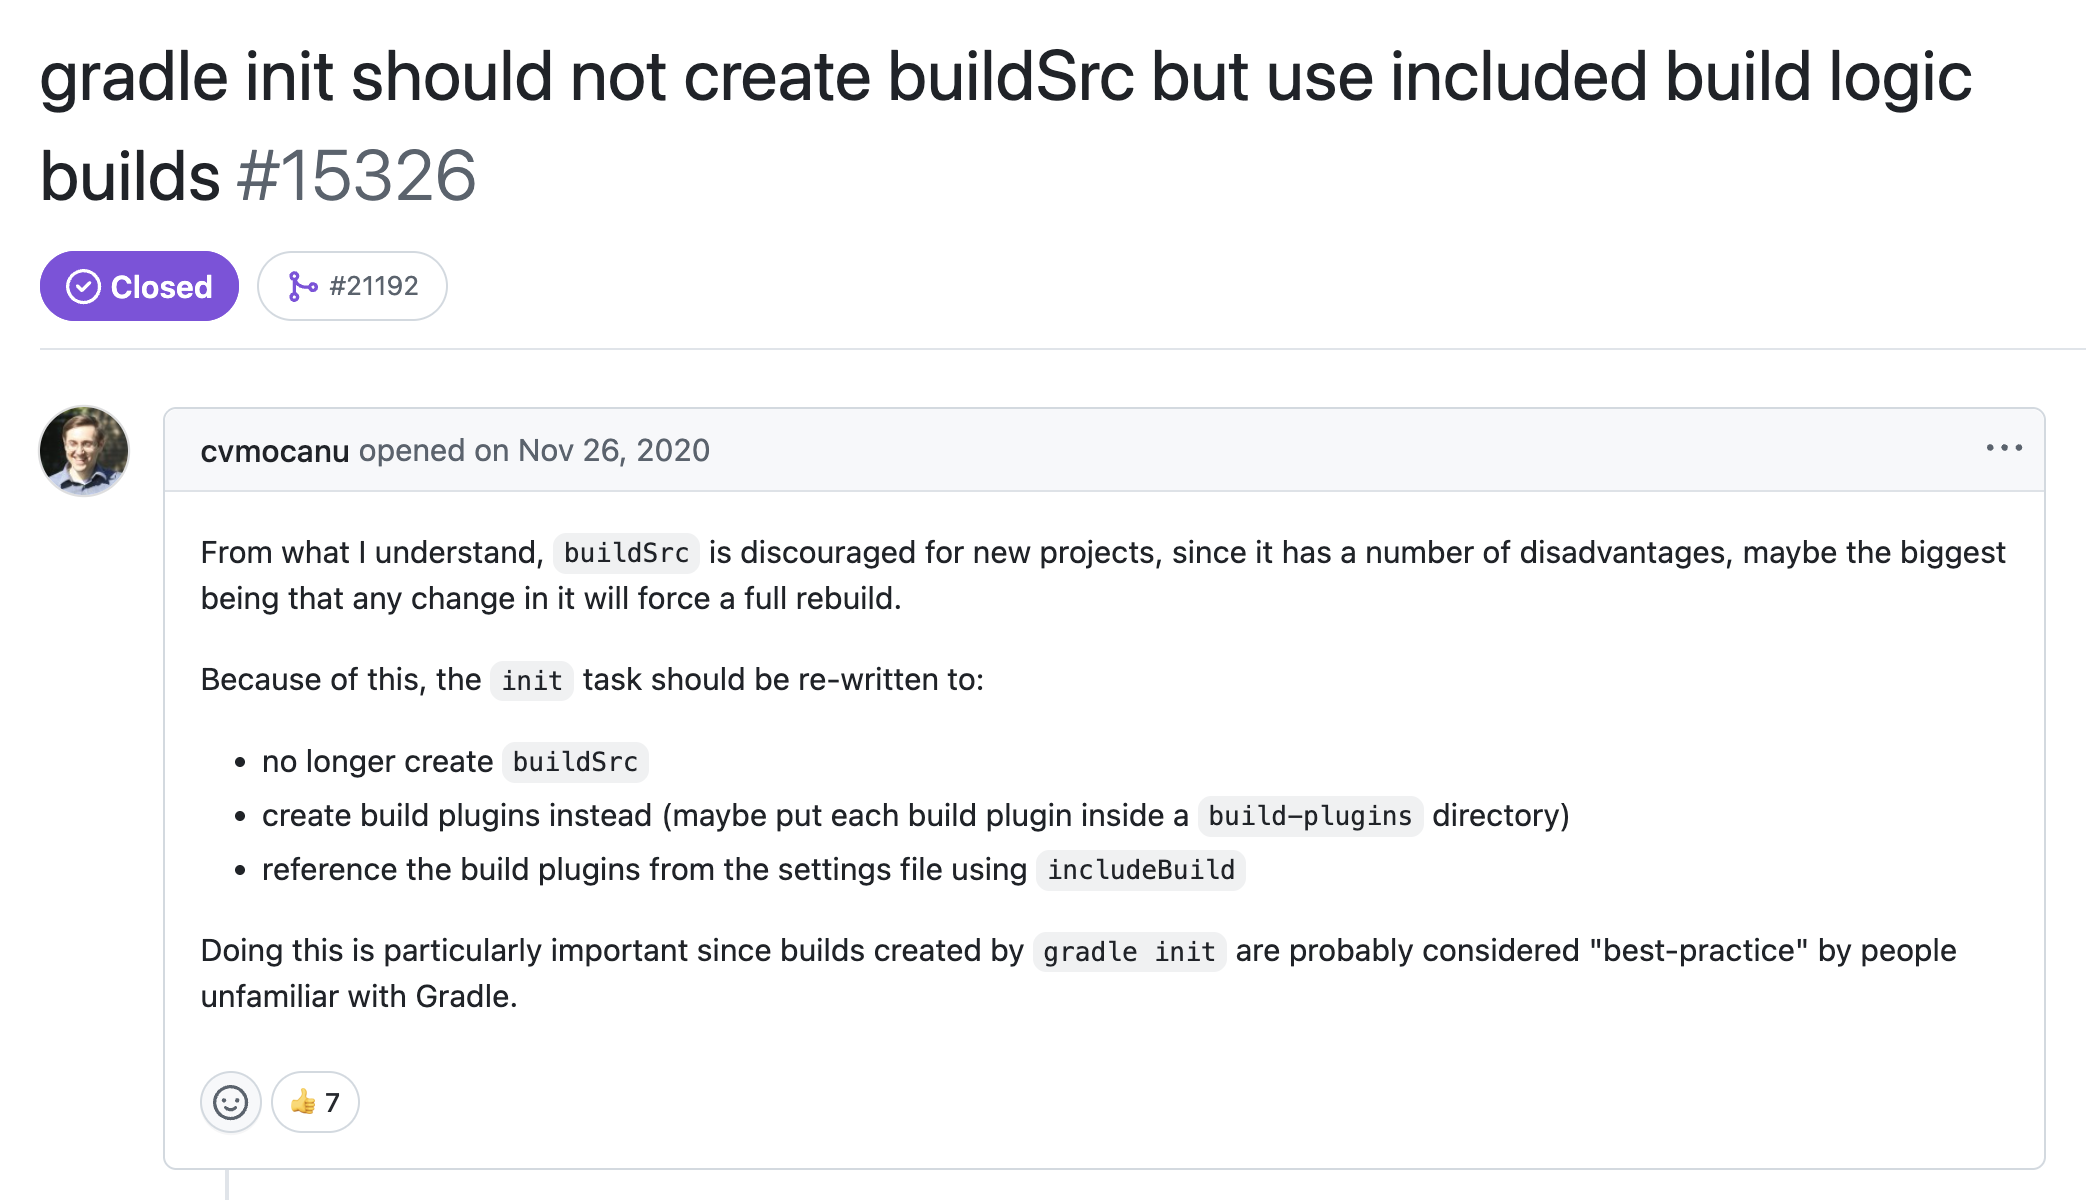 gradle init should not create buildSrc but use included build logic
builds #15326
Closed
#21192
cvmocanu opened on Nov 26, 2020
From what I understand, buildSrc is discouraged for new projects, since it has a number of disadvantages, maybe the biggest
being that any change in it will force a full rebuild.
Because of this, the init task should be re-written to:
• no longer create buildSrc
• create build plugins instead (maybe put each build plugin inside a build-plugins directory)
• reference the build plugins from the settings file using includeBuild
Doing this is particularly important since builds created by gradle init are probably considered "best-practice" by people
unfamiliar with Gradle.
👍 7